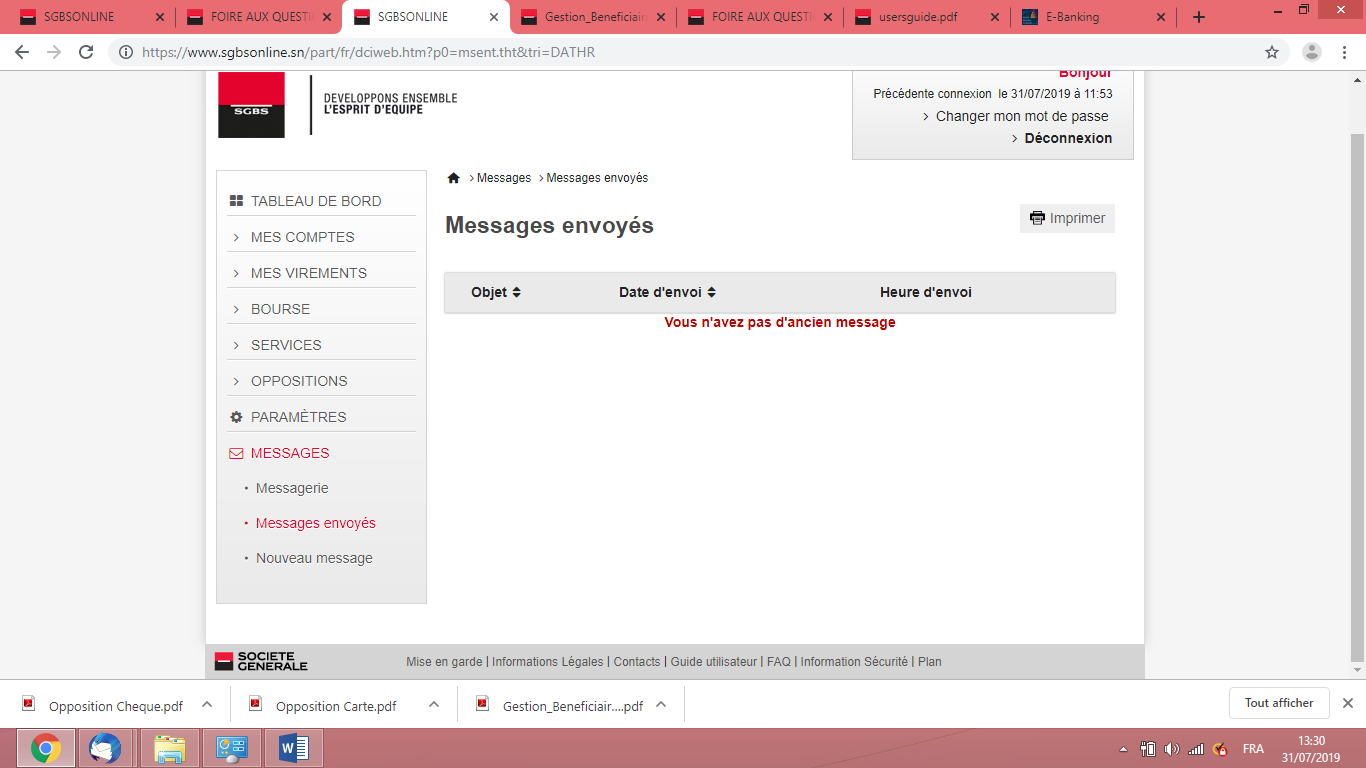 SGBSONLINE
FOIRE AUX QUESTI
SGBSONLINE
Gestion_Beneficiair
FOIRE AUX QUESTI
usersguide.pdf
E-Banking
https://www.sgbsonline.sn/part/fr/dciweb.htm?p0=msent.tht&tri=DATHR
SGBS
DEVELOPPONS ENSEMBLE
L'ESPRIT D'EQUIPE
Bonjour
Précédente connexion le 31/07/2019 à 11:53
Changer mon mot de passe
Déconnexion
Messages Messages envoyés
TABLEAU DE BORD
MES COMPTES
MES VIREMENTS
BOURSE
SERVICES
OPPOSITIONS
PARAMÈTRES
MESSAGES
Messagerie
Messages envoyés
Nouveau message
Messages envoyés
Imprimer
Objet Date d'envoi Heure d'envoi
Vous n'avez pas d'ancien message
SOCIETE
GENERALE
Mise en garde | Informations Légales | Contacts | Guide utilisateur | FAQ | Information Sécurité | Plan
Opposition Cheque.pdf
Opposition Carte.pdf
Gestion_Beneficiair....pdf
Tout afficher
FRA
13:30
31/07/2019